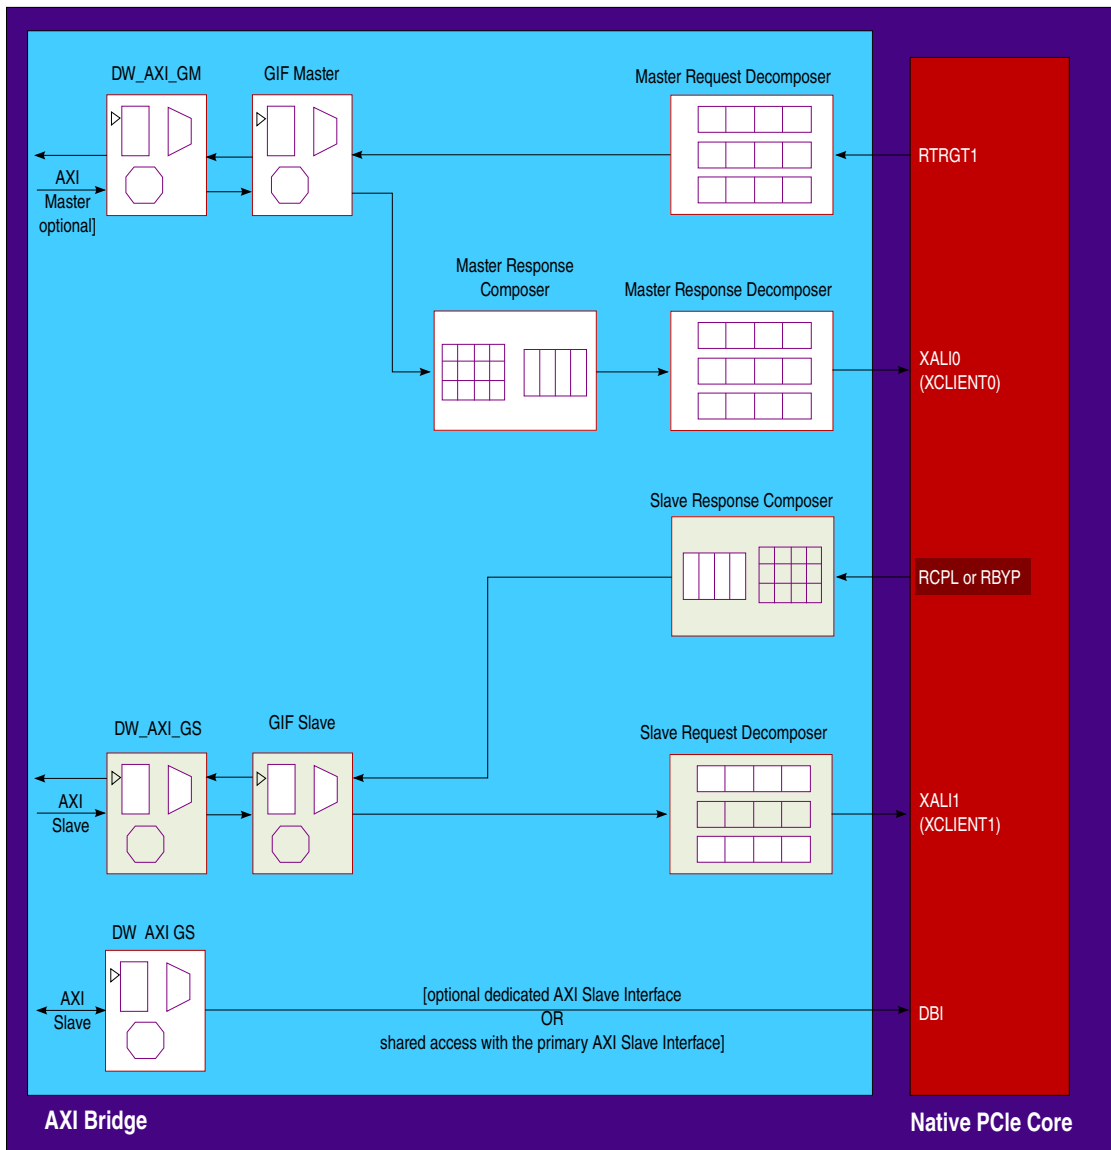 DW_AXI_GM
GIF Master
Master Request Decomposer
AXI
Master
optional]
RTRGT1
Master Response
Composer
Master Response Decomposer
XALI0
(XCLIENT0)
Slave Response Composer
RCPL or RBYP
DW_AXI_GS
GIF Slave
Slave Request Decomposer
AXI
Slave
XALI1
(XCLIENT1)
DW AXI GS
AXI
Slave
[optional dedicated AXI Slave Interface
OR
shared access with the primary AXI Slave Interface]
DBI
AXI Bridge
Native PCIe Core